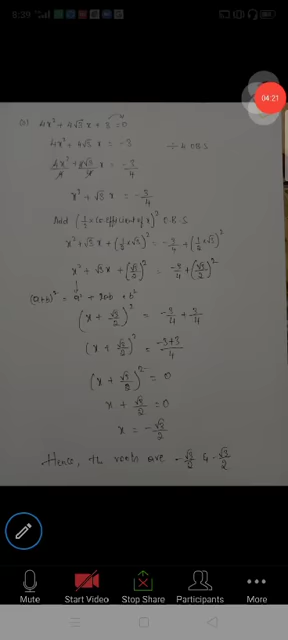 9:39
04:21
4x² + 4√3 x + 3 = 0
4x² + 4√3 x = -3 ÷ 4 O.B.S
4x²/4 + 4√3/4 x = -3/4
x² + √3 x = -3/4
Add (1/2 × coefficient of x)² O.B.S
x² + √3 x + (1/2 × √3)² = -3/4 + (1/2 × √3)²
x² + √3x + (√3/2)² = -3/4 + (√3/2)²
(a+b)² = a² + 2ab + b²
(x + √3/2)² = -3/4 + 3/4
(x + √3/2)² = -3+3/4
(x + √3/2)² = 0
x + √3/2 = 0
x = -√3/2
Hence, the roots are -√3/2 & -√3/2
Mute Start Video Stop Share Participants More